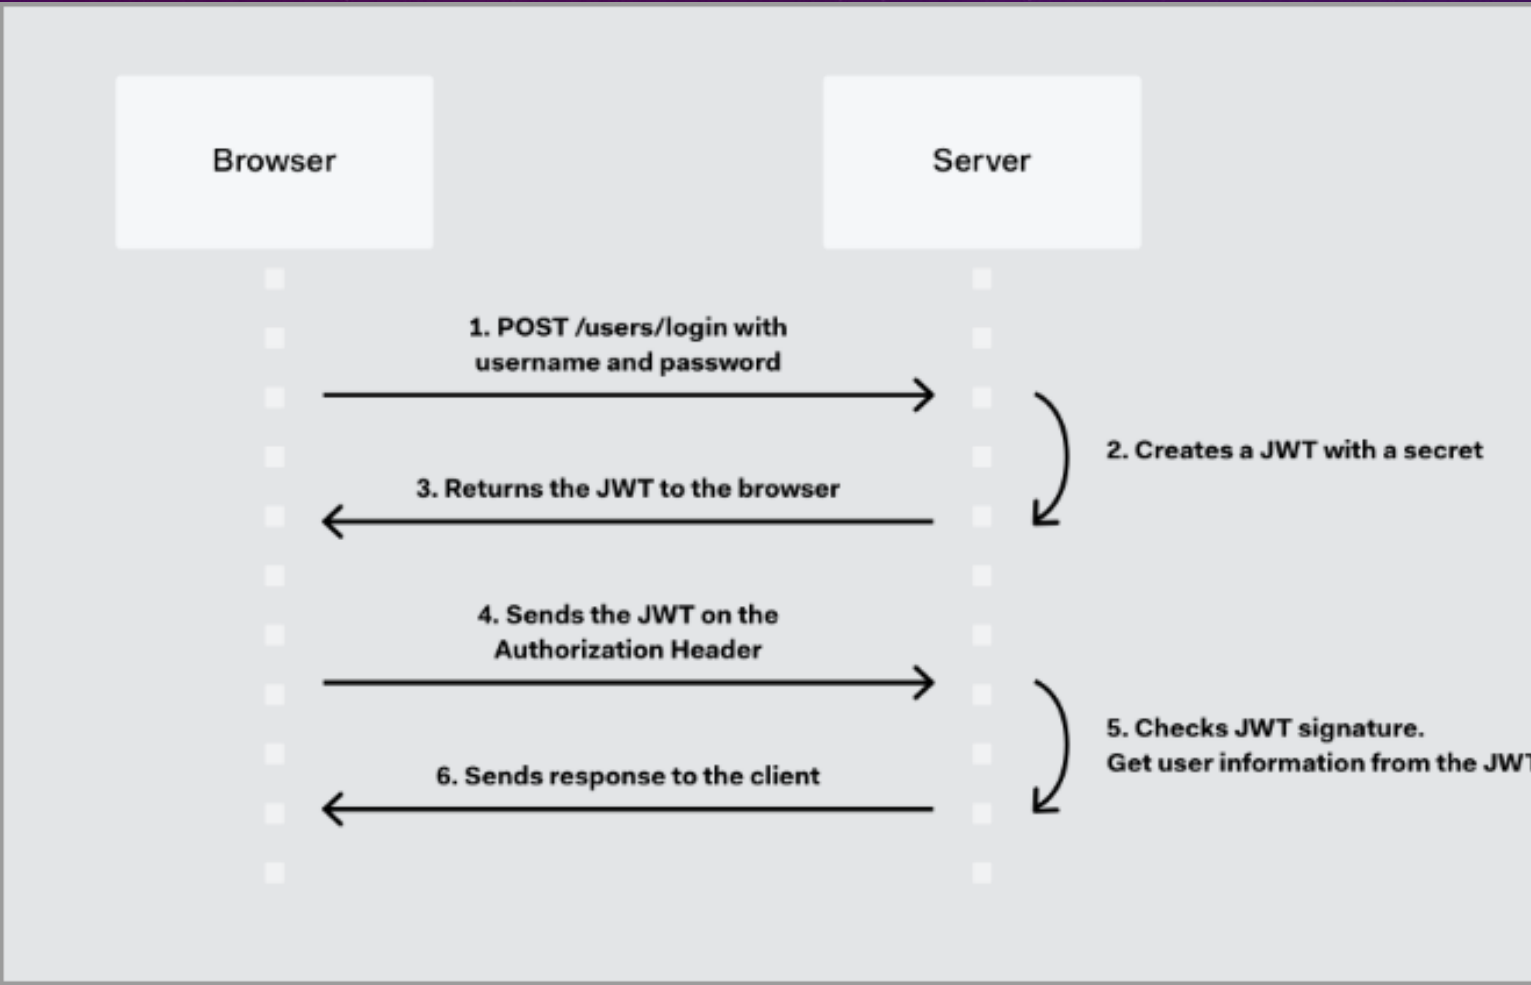 Browser
Server
1. POST /users/login with
username and password
2. Creates a JWT with a secret
3. Returns the JWT to the browser
4. Sends the JWT on the
Authorization Header
5. Checks JWT signature.
Get user information from the JWT
6. Sends response to the client